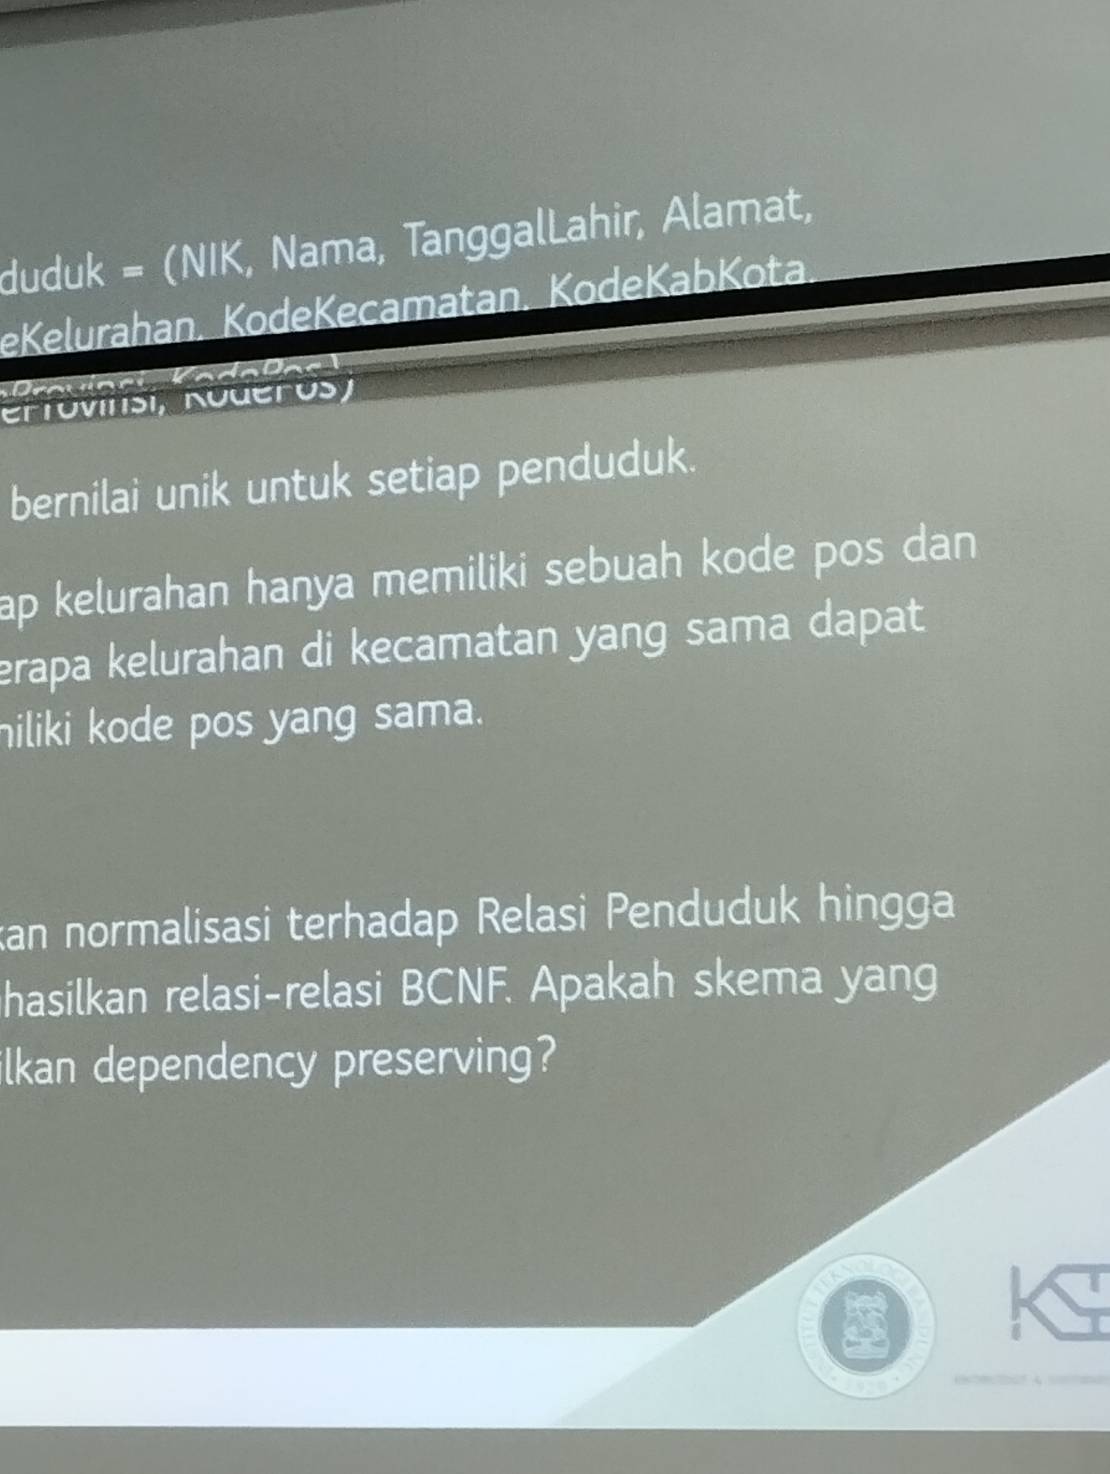 duduk = (NIK, Nama, TanggalLahir, Alamat,
eKelurahan, KodeKecamatan, KodeKabKota,
eProvinsi, KodePos)
bernilai unik untuk setiap penduduk.
ap kelurahan hanya memiliki sebuah kode pos dan
erapa kelurahan di kecamatan yang sama dapat
miliki kode pos yang sama.
kan normalisasi terhadap Relasi Penduduk hingga
hasilkan relasi-relasi BCNF. Apakah skema yang
ilkan dependency preserving?